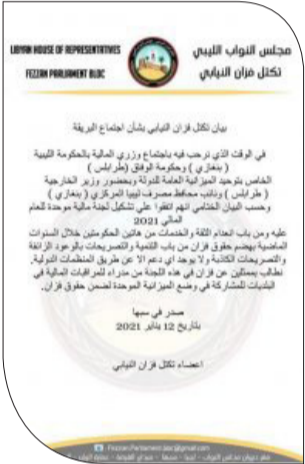 LIBYAN HOUSE OF REPRESENTATIVES
FEZZAN PARLIAMENT BLOC
مجلس النواب الليبي
تكتل فزان النيابي
بيان تكتل فزان النيابي بشأن اجتماع البريقة
في الوقت الذي نرحب فيه باجتماع وزري المالية بالحكومة الليبية
( بنغازي ) وحكومة الوفاق (طرابلس )
الخاص بتوحيد الميزانية العامة للدولة وبحضور وزير الخارجية
( طرابلس ) ونائب محافظ مصرف ليبيا المركزي ( بنغازي )
وحسب البيان الختامي انهم اتفقوا على تشكيل لجنة مالية موحدة للعام
المالي 2021
عليه ومن باب انعدام الثقة والخدمات من هاتين الحكومتين خلال السنوات
الماضية بهضم حقوق فزان من باب التنمية والتصريحات بالوعود الزائفة
والتصريحات الكاذبة ولا يوجد اي دعم الا عن طريق المنظمات الدولية.
نطالب بممثلين عن فزان في هذه اللجنة من مدراء للمراقبات المالية في
البلديات للمشاركة في وضع الميزانية الموحدة لضمن حقوق فزان.
صدر في سبها
بتاريخ 12 يناير 2021
اعضاء تكتل فزان النيابي